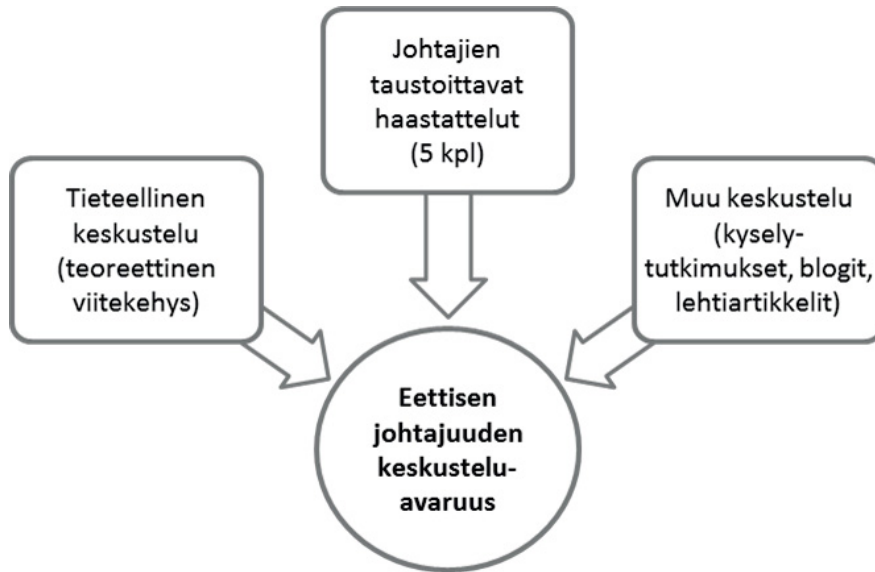 Johtajien
taustoittavat
haastattelut
(5 kpl)
Tieteellinen
keskustelu
(teoreettinen
viitekehys)
Muu keskustelu
(kysely-
tutkimukset, blogit,
lehtiartikkelit)
Eettisen
johtajuuden
keskustelu-
avaruus